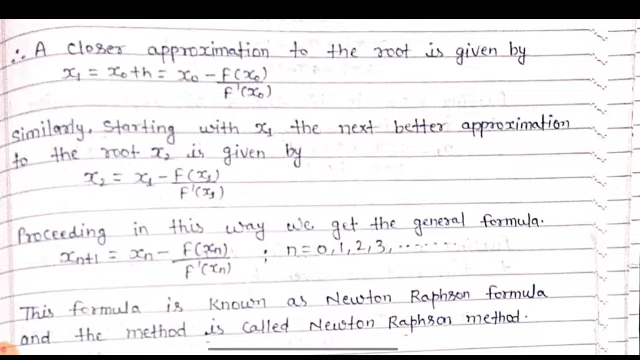 ∴ A closer approximation to the root is given by
x₁ = x₀+h = x₀ - f(x₀)/f'(x₀)
Similarly, starting with x₁ the next better approximation
to the root x₂ is given by
x₂ = x₁ - f(x₁)/f'(x₁)
Proceeding in this way we get the general formula.
xₙ₊₁ = xₙ - f(xₙ)/f'(xₙ) ; n = 0, 1, 2, 3, ........
This formula is known as Newton Raphson formula
and the method is called Newton Raphson method.